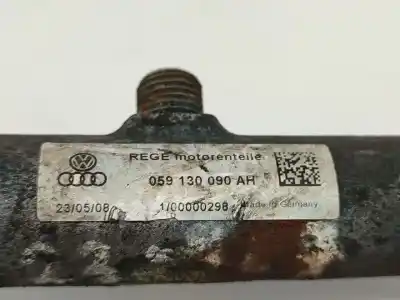 REGE motorenteile
059 130 090 AH
23/05/08 1/00000298 Made in Germany